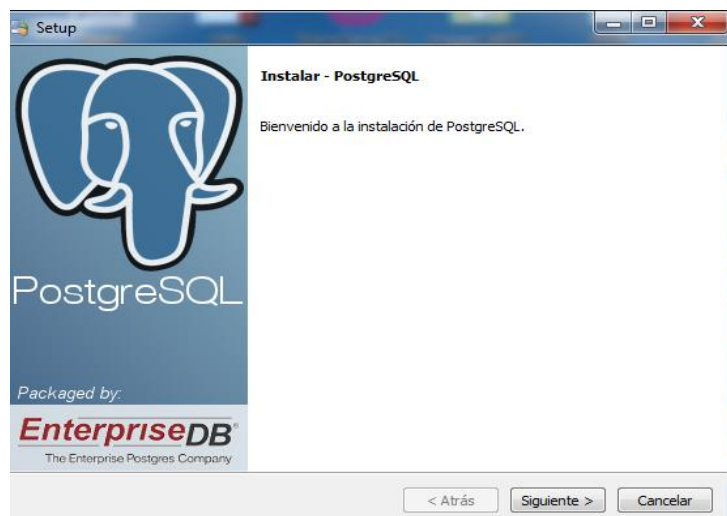 Setup
Instalar - PostgreSQL
Bienvenido a la instalación de PostgreSQL.
PostgreSQL
Packaged by:
EnterpriseDB®
The Enterprise Postgres Company
< Atrás
Siguiente >
Cancelar